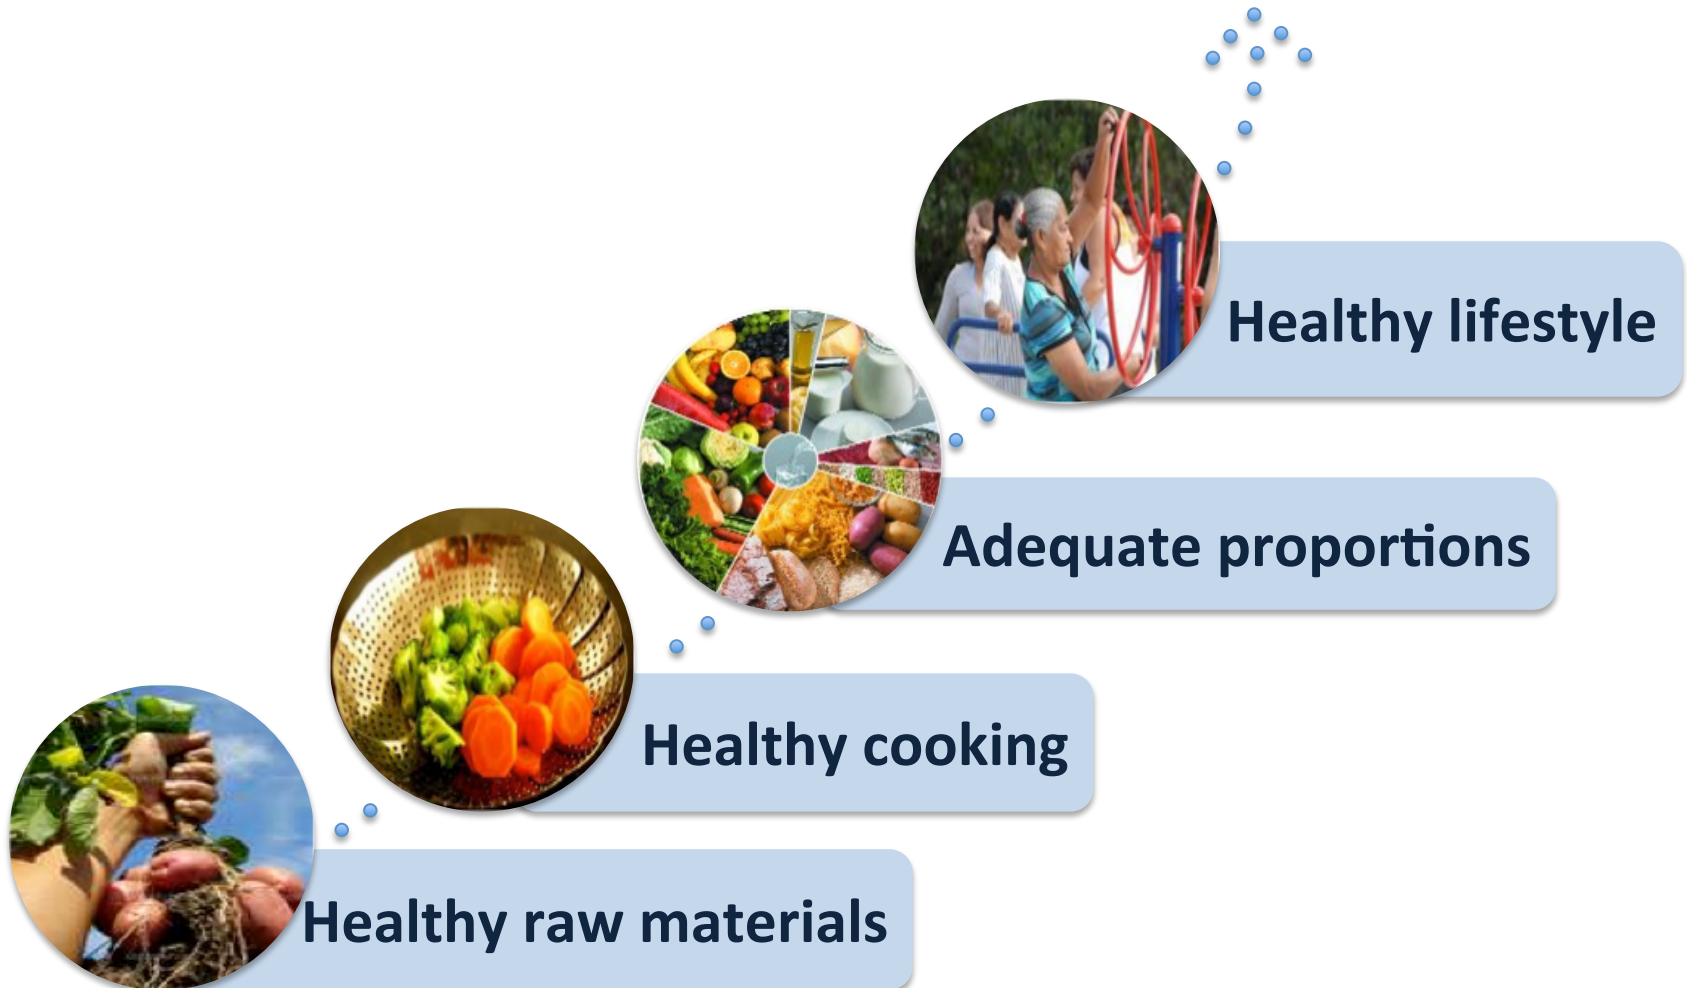 Healthy lifestyle
Adequate proportions
Healthy cooking
Healthy raw materials